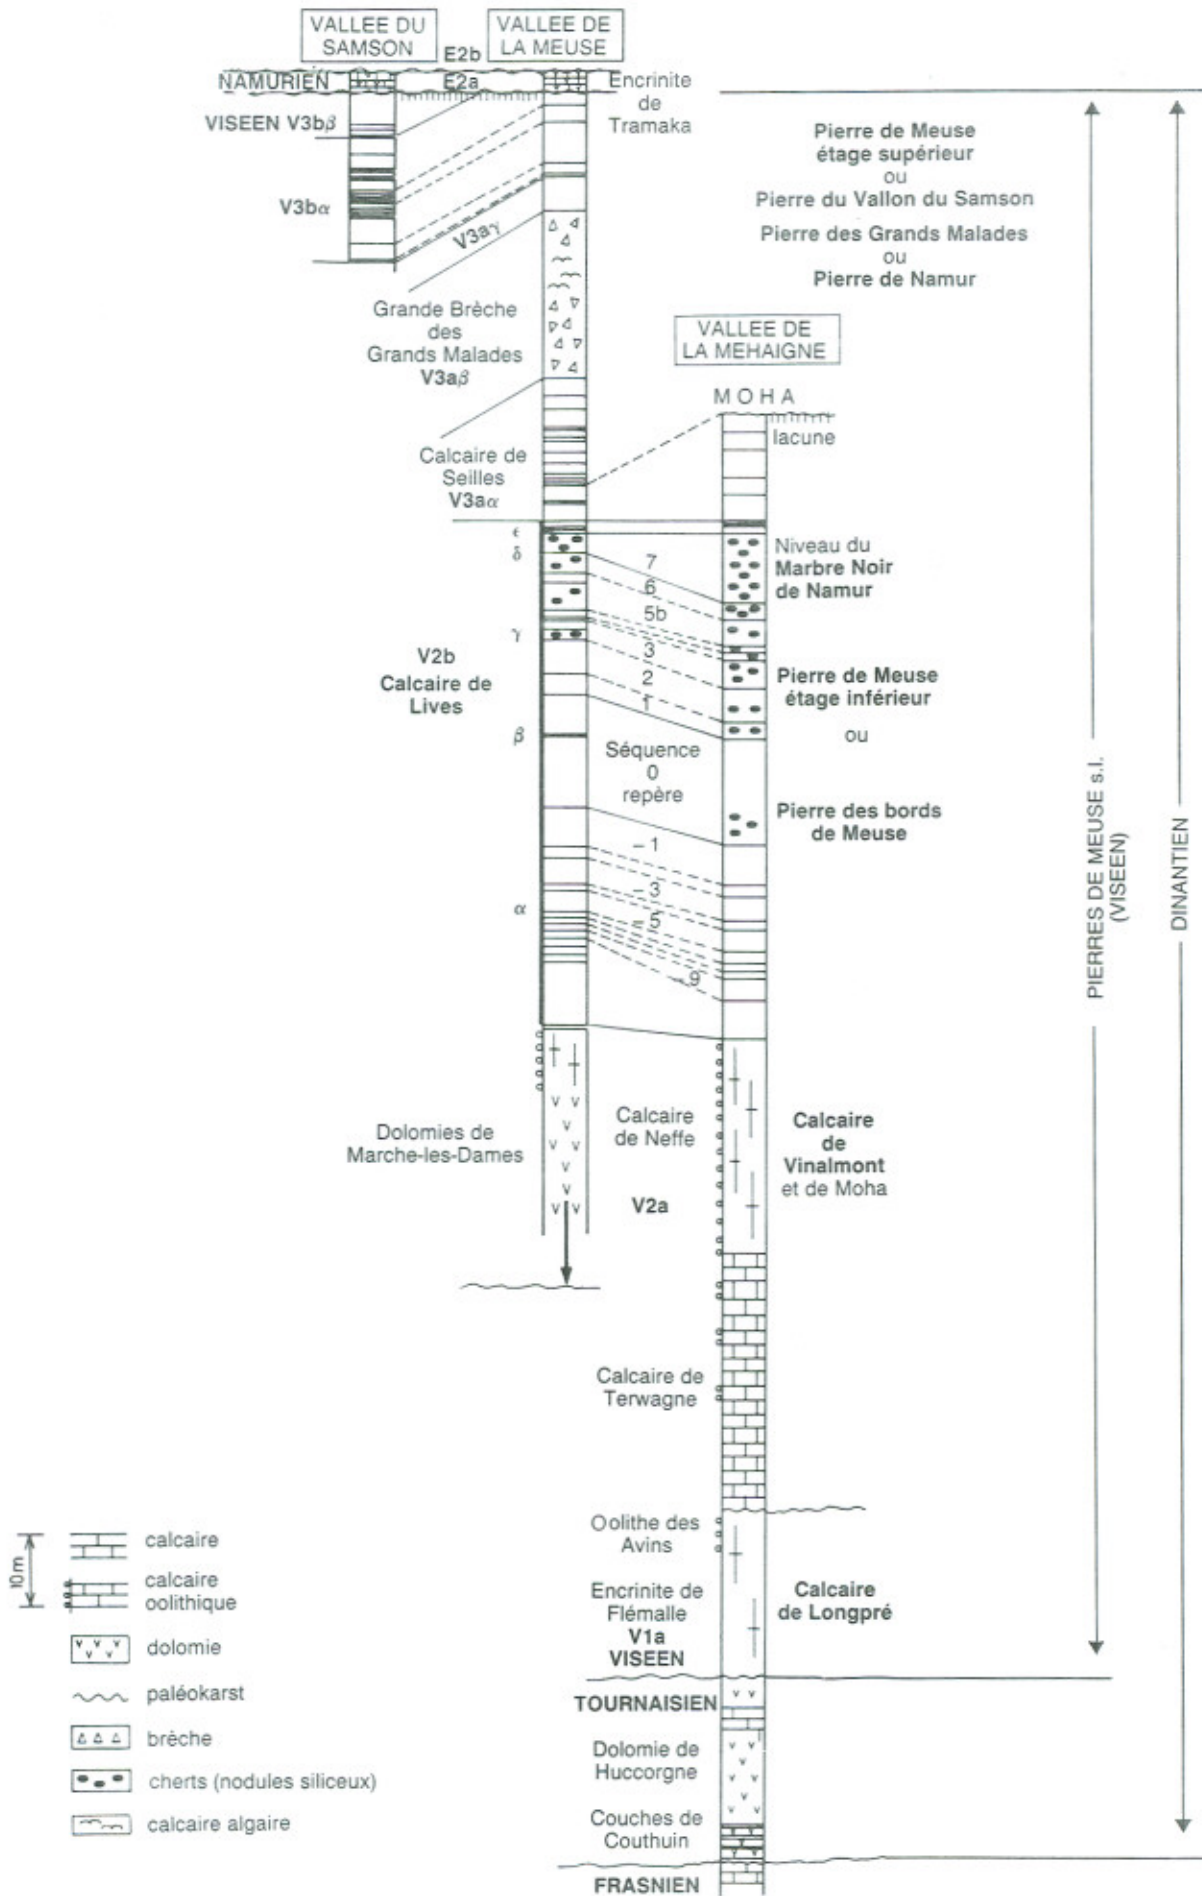 VALLEE DU
SAMSON
VALLEE DE
LA MEUSE
E2b
NAMURIEN
E2a
Encrinite
de
Tramaka
VISEEN V3bβ
V3bα
V3aγ
Pierre de Meuse
étage supérieur
ou
Pierre du Vallon du Samson
Pierre des Grands Malades
ou
Pierre de Namur
Grande Brèche
des
Grands Malades
V3aβ
VALLEE DE
LA MEHAIGNE
MOHA
lacune
Calcaire de
Seilles
V3aα
ε
δ
γ
β
α
V2b
Calcaire de
Lives
7
6
5b
3
2
1
Séquence
0
repère
– 1
– 3
– 5
– 9
Niveau du
Marbre Noir
de Namur
Pierre de Meuse
étage inférieur
ou
Pierre des bords
de Meuse
PIERRES DE MEUSE s.l.
(VISEEN)
DINANTIEN
Dolomies de
Marche-les-Dames
Calcaire
de Neffe
V2a
Calcaire
de
Vinalmont
et de Moha
Calcaire de
Terwagne
Oolithe des
Avins
Encrinite de
Flémalle
V1a
VISEEN
Calcaire
de Longpré
TOURNAISIEN
Dolomie de
Huccorgne
Couches de
Couthuin
FRASNIEN
10m
calcaire
calcaire
oolithique
dolomie
paléokarst
brèche
cherts (nodules siliceux)
calcaire algaire